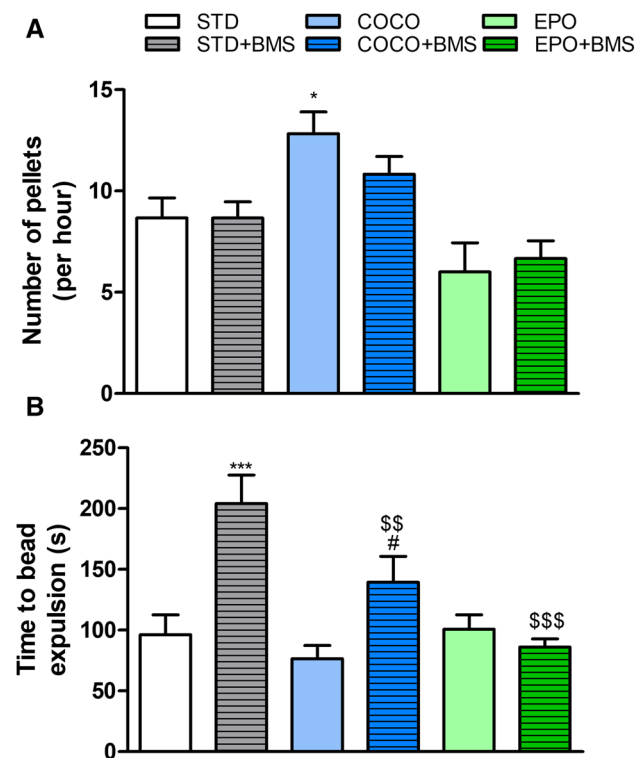 A
STD COCO EPO
STD+BMS COCO+BMS EPO+BMS
Number of pellets
(per hour)
15
10
5
0
*
B
Time to bead
expulsion (s)
250
200
150
100
50
0
***
$$
#
$$$